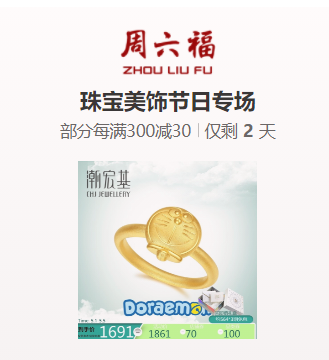 周六福
ZHOU LIU FU
珠宝美饰节日专场
部分每满300减30 | 仅剩 2 天
潮宏基
CHJ JEWELLERY
DORAEMON
1691
1861 70 100